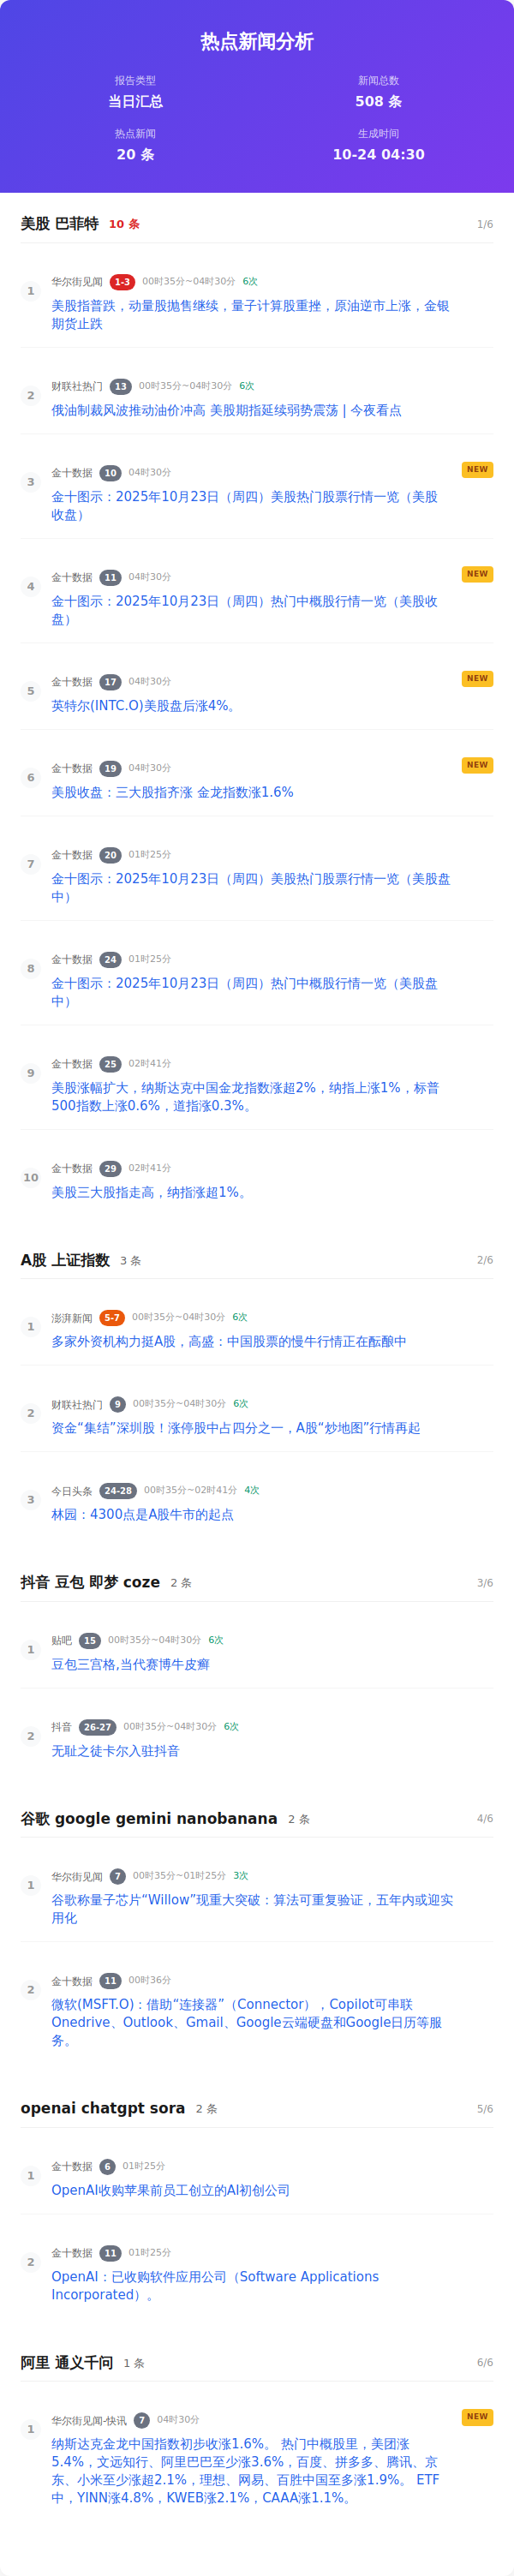 热点新闻分析
报告类型
当日汇总
新闻总数
508 条
热点新闻
20 条
生成时间
10-24 04:30
美股 巴菲特 10 条 1/6
1
华尔街见闻 1-3 00时35分~04时30分 6次
美股指普跌，动量股抛售继续，量子计算股重挫，原油逆市上涨，金银
期货止跌
2
财联社热门 13 00时35分~04时30分 6次
俄油制裁风波推动油价冲高 美股期指延续弱势震荡 | 今夜看点
3
金十数据 10 04时30分 NEW
金十图示：2025年10月23日（周四）美股热门股票行情一览（美股
收盘）
4
金十数据 11 04时30分 NEW
金十图示：2025年10月23日（周四）热门中概股行情一览（美股收
盘）
5
金十数据 17 04时30分 NEW
英特尔(INTC.O)美股盘后涨4%。
6
金十数据 19 04时30分 NEW
美股收盘：三大股指齐涨 金龙指数涨1.6%
7
金十数据 20 01时25分
金十图示：2025年10月23日（周四）美股热门股票行情一览（美股盘
中）
8
金十数据 24 01时25分
金十图示：2025年10月23日（周四）热门中概股行情一览（美股盘
中）
9
金十数据 25 02时41分
美股涨幅扩大，纳斯达克中国金龙指数涨超2%，纳指上涨1%，标普
500指数上涨0.6%，道指涨0.3%。
10
金十数据 29 02时41分
美股三大股指走高，纳指涨超1%。
A股 上证指数 3 条 2/6
1
澎湃新闻 5-7 00时35分~04时30分 6次
多家外资机构力挺A股，高盛：中国股票的慢牛行情正在酝酿中
2
财联社热门 9 00时35分~04时30分 6次
资金“集结”深圳股！涨停股中占四分之一，A股“炒地图”行情再起
3
今日头条 24-28 00时35分~02时41分 4次
林园：4300点是A股牛市的起点
抖音 豆包 即梦 coze 2 条 3/6
1
贴吧 15 00时35分~04时30分 6次
豆包三宫格,当代赛博牛皮癣
2
抖音 26-27 00时35分~04时30分 6次
无耻之徒卡尔入驻抖音
谷歌 google gemini nanobanana 2 条 4/6
1
华尔街见闻 7 00时35分~01时25分 3次
谷歌称量子芯片“Willow”现重大突破：算法可重复验证，五年内或迎实
用化
2
金十数据 11 00时36分
微软(MSFT.O)：借助“连接器”（Connector），Copilot可串联
Onedrive、Outlook、Gmail、Google云端硬盘和Google日历等服
务。
openai chatgpt sora 2 条 5/6
1
金十数据 6 01时25分
OpenAI收购苹果前员工创立的AI初创公司
2
金十数据 11 01时25分
OpenAI：已收购软件应用公司（Software Applications
Incorporated）。
阿里 通义千问 1 条 6/6
1
华尔街见闻-快讯 7 04时30分 NEW
纳斯达克金龙中国指数初步收涨1.6%。 热门中概股里，美团涨
5.4%，文远知行、阿里巴巴至少涨3.6%，百度、拼多多、腾讯、京
东、小米至少涨超2.1%，理想、网易、百胜中国至多涨1.9%。 ETF
中，YINN涨4.8%，KWEB涨2.1%，CAAA涨1.1%。